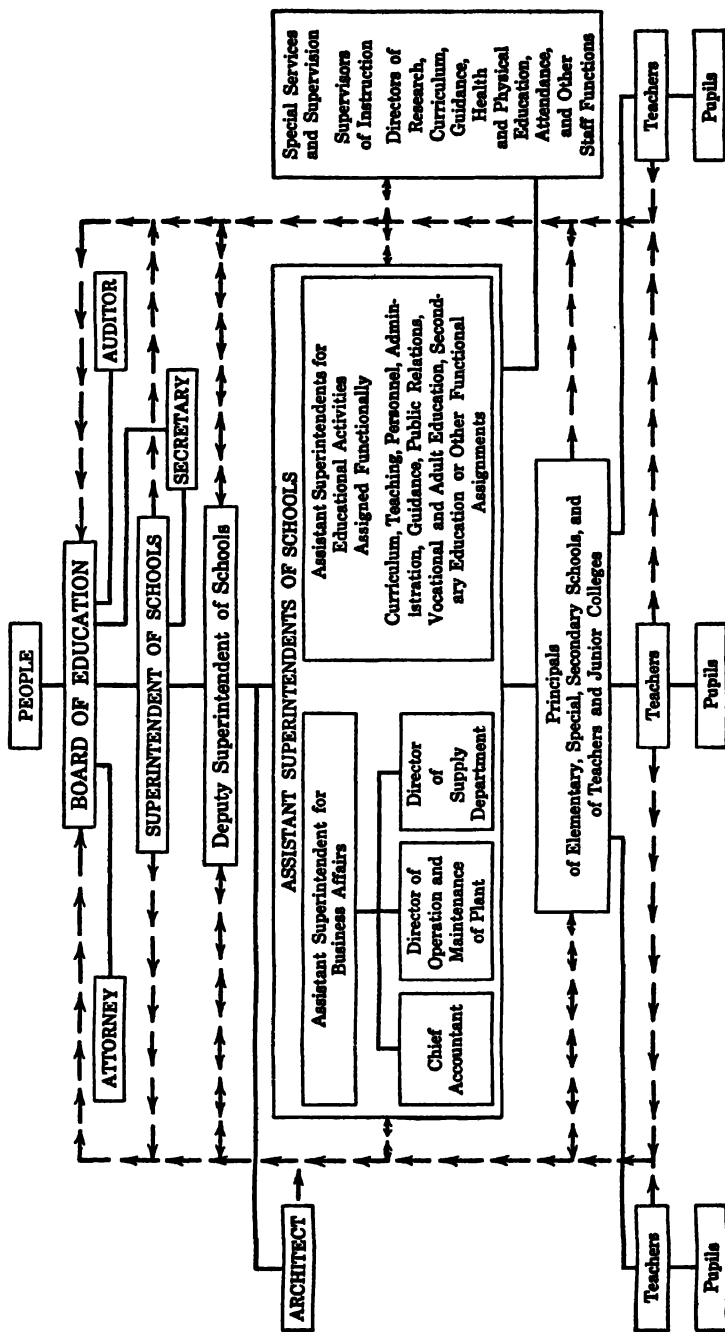 PEOPLE
BOARD OF EDUCATION
ATTORNEY
AUDITOR
SUPERINTENDENT OF SCHOOLS
SECRETARY
Deputy Superintendent of Schools
ARCHITECT
ASSISTANT SUPERINTENDENTS OF SCHOOLS
Assistant Superintendent for
Business Affairs
Chief
Accountant
Director of
Operation and
Maintenance
of Plant
Director
of
Supply
Department
Assistant Superintendents for
Educational Activities
Assigned Functionally
Curriculum, Teaching, Personnel, Admin-
istration, Guidance, Public Relations,
Vocational and Adult Education, Second-
ary Education or Other Functional
Assignments
Special Services
and Supervision
Supervisors
of Instruction
Directors of
Research,
Curriculum,
Guidance,
Health
and Physical
Education,
Attendance,
and Other
Staff Functions
Principals
of Elementary, Special, Secondary Schools, and
of Teachers and Junior Colleges
Teachers
Teachers
Teachers
Pupils
Pupils
Pupils